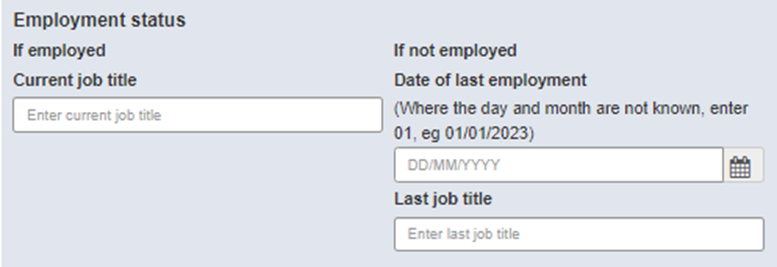 Employment status
If employed
Current job title
Enter current job title
If not employed
Date of last employment
(Where the day and month are not known, enter
01, eg 01/01/2023)
DD/MM/YYYY
Last job title
Enter last job title